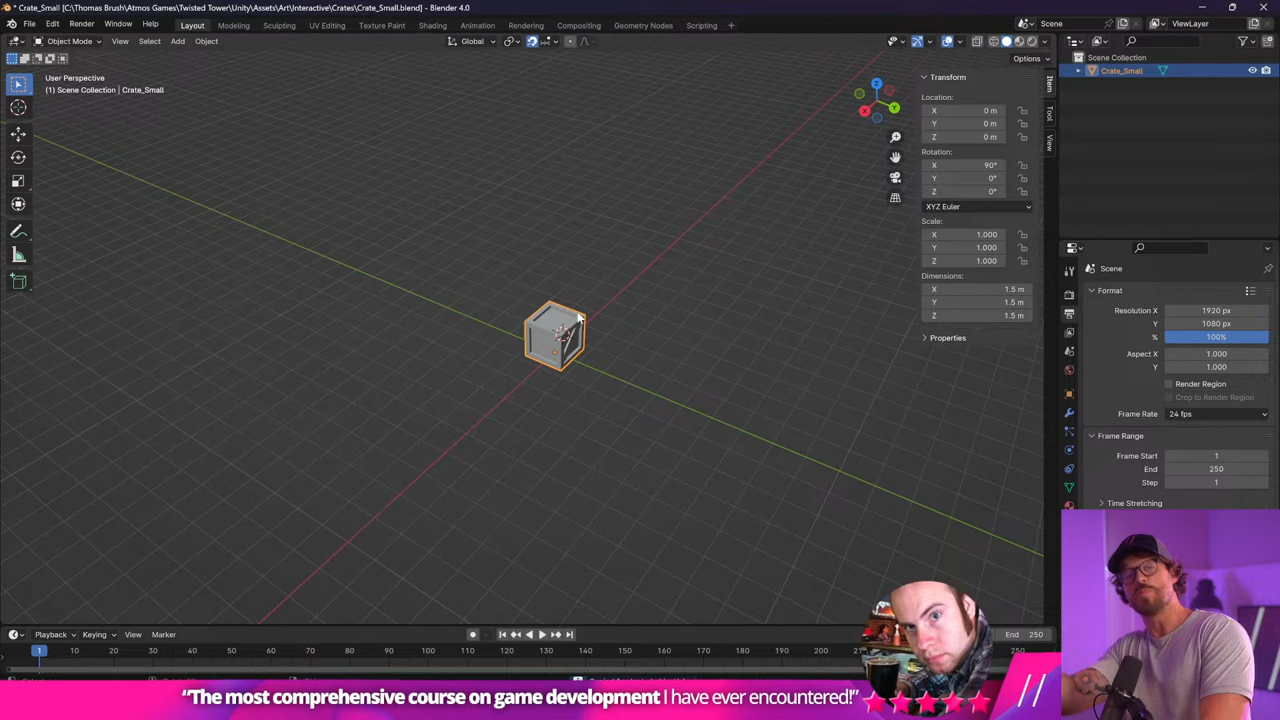 * Crate_Small [C:\Thomas Brush\Atmos Games\Twisted Tower\Unity\Assets\Art\Interactive\Crates\Crate_Small.blend] - Blender 4.0
File Edit Render Window Help Layout Modeling Sculpting UV Editing Texture Paint Shading Animation Rendering Compositing Geometry Nodes Scripting + Scene ViewLayer
Object Mode View Select Add Object Global
Options
User Perspective
(1) Scene Collection | Crate_Small
Z
Y
X
Transform
Location:
X 0 m
Y 0 m
Z 0 m
Rotation:
X 90°
Y 0°
Z 0°
XYZ Euler
Scale:
X 1.000
Y 1.000
Z 1.000
Dimensions:
X 1.5 m
Y 1.5 m
Z 1.5 m
Properties
Item
Tool
View
Scene Collection
Crate_Small
Scene
Format
Resolution X 1920 px
Y 1080 px
% 100%
Aspect X 1.000
Y 1.000
Render Region
Crop to Render Region
Frame Rate 24 fps
Frame Range
Frame Start 1
End 250
Step 1
Time Stretching
Playback Keying View Marker
End 250
1 10 20 30 40 50 60 70 80 90 100 110 120 130 140 150 160 170 180 190 200 250
“The most comprehensive course on game development I have ever encountered!”
//